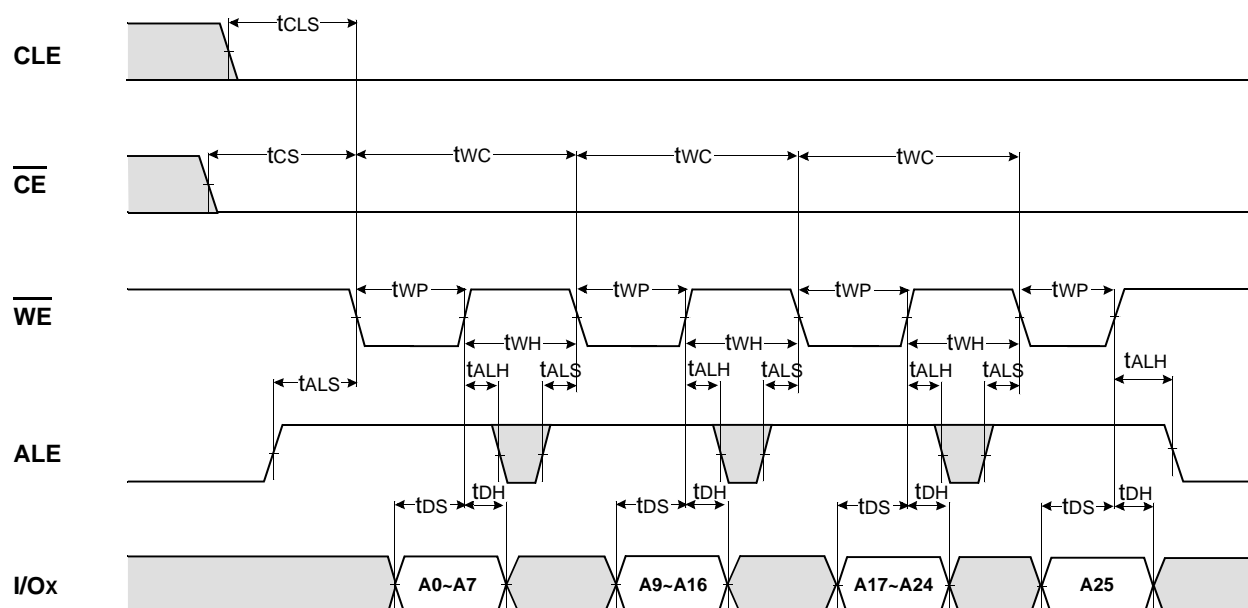 tCLS
CLE
tCS tWC tWC tWC
CE
tWP tWP tWP tWP
WE
tWH tWH tWH
tALH tALS tALH tALS tALH tALS tALH
tALS
ALE
tDS tDH tDS tDH tDS tDH tDS tDH
I/Ox A0~A7 A9~A16 A17~A24 A25